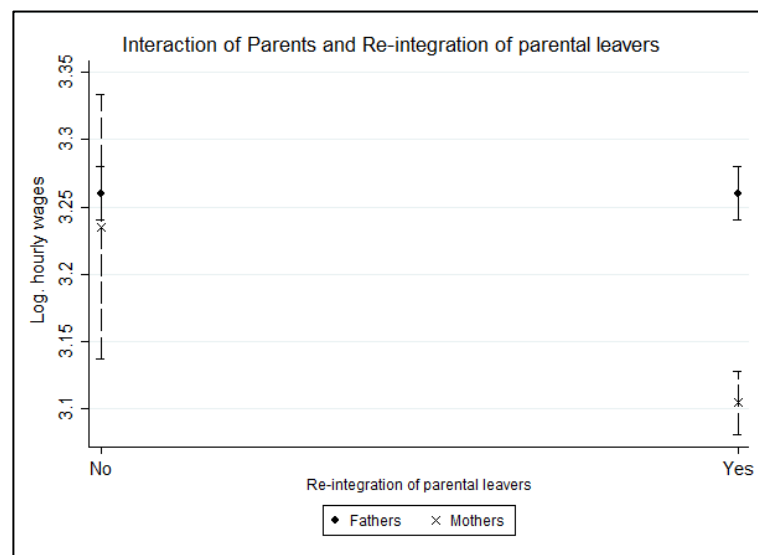 Interaction of Parents and Re-integration of parental leavers
Log. hourly wages
3.35
3.3
3.25
3.2
3.15
3.1
No
Yes
Re-integration of parental leavers
Fathers
Mothers